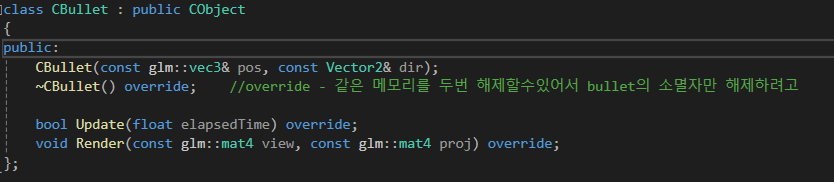 class CBullet : public CObject
{
public:
CBullet(const glm::vec3& pos, const Vector2& dir);
~CBullet() override; //override - 같은 메모리를 두번 해제할수있어서 bullet의 소멸자만 해제하려고
bool Update(float elapsedTime) override;
void Render(const glm::mat4 view, const glm::mat4 proj) override;
};